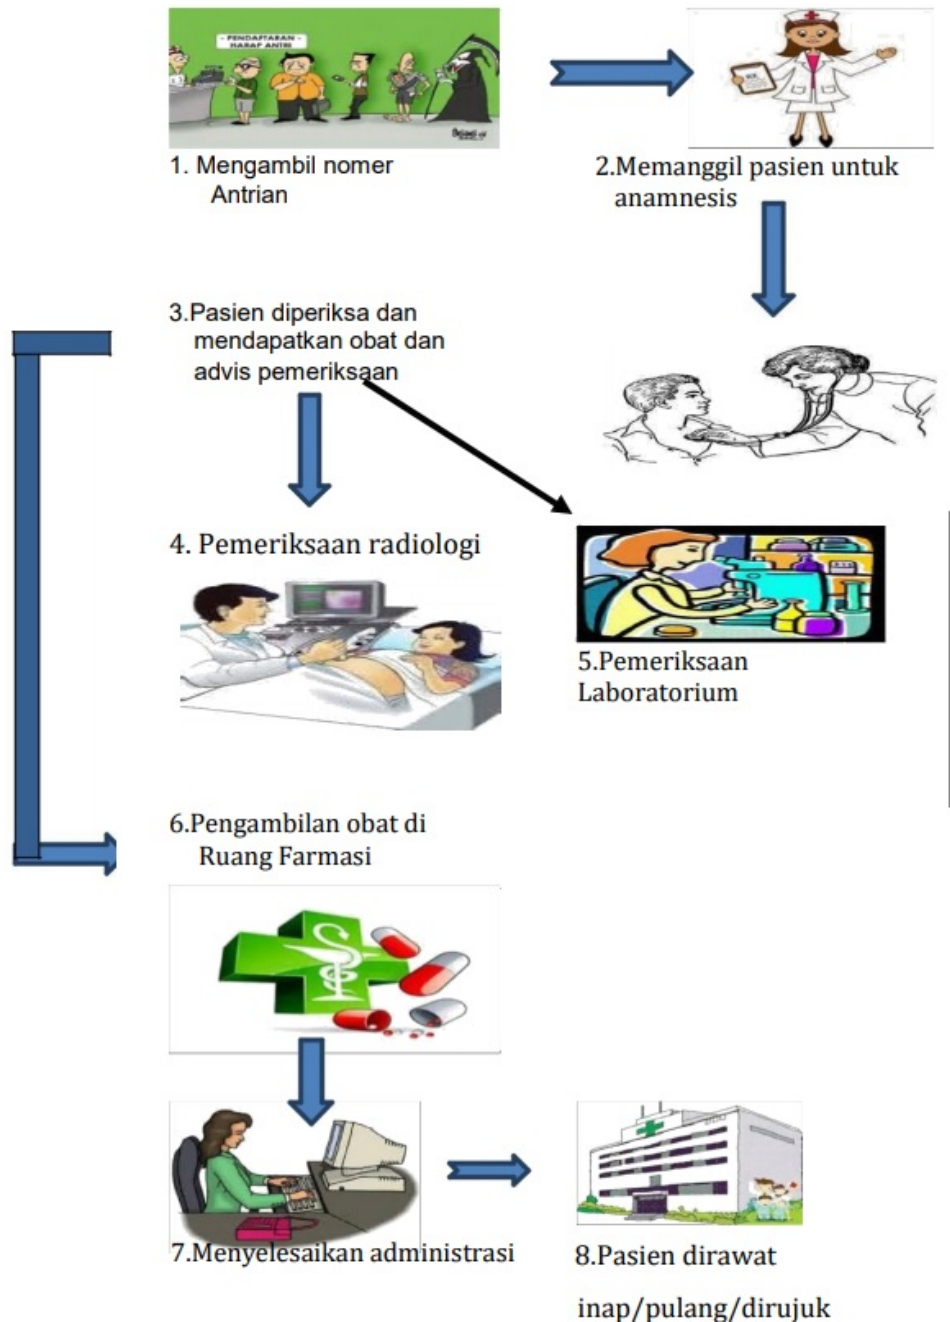 - PENDAFTARAN -
HARAP ANTRI
1. Mengambil nomer
Antrian
2.Memanggil pasien untuk
anamnesis
3.Pasien diperiksa dan
mendapatkan obat dan
advis pemeriksaan
4. Pemeriksaan radiologi
5.Pemeriksaan
Laboratorium
6.Pengambilan obat di
Ruang Farmasi
7.Menyelesaikan administrasi
8.Pasien dirawat
inap/pulang/dirujuk